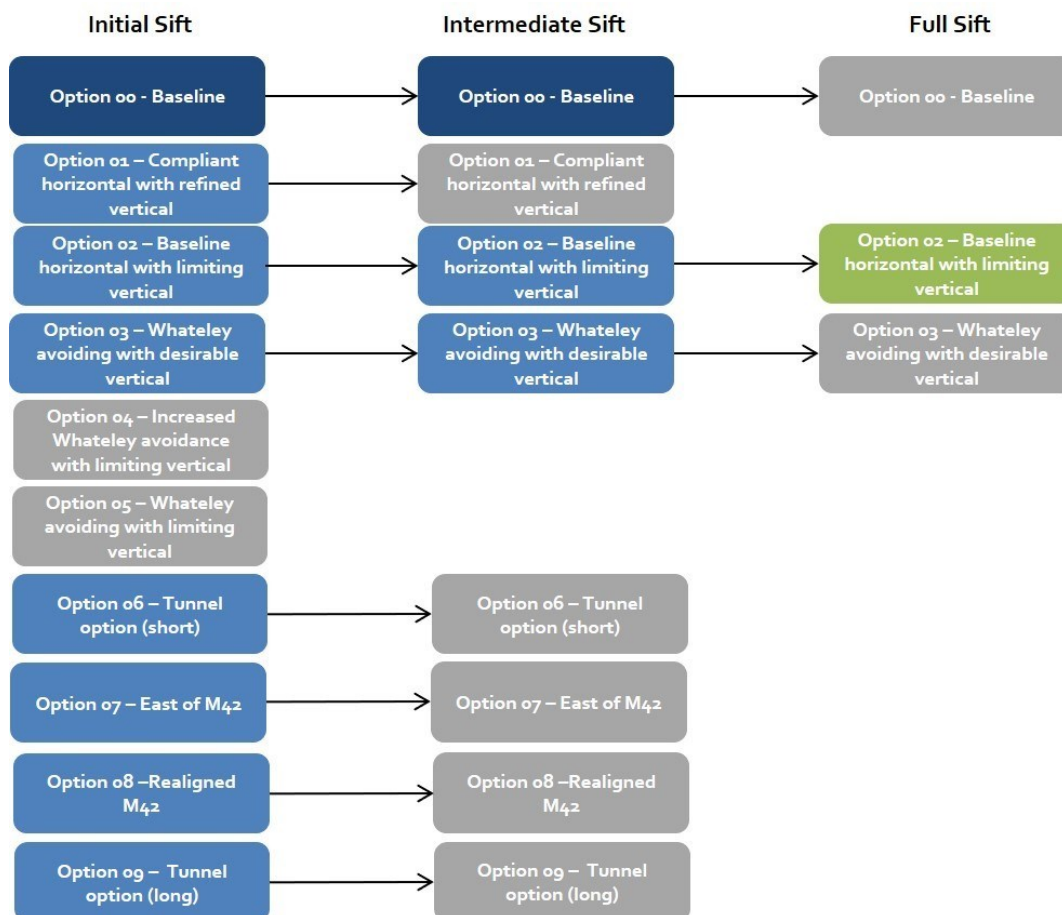 Initial Sift
Intermediate Sift
Full Sift
Option 00 - Baseline
Option 00 - Baseline
Option 00 - Baseline
Option 01 – Compliant
horizontal with refined
vertical
Option 01 – Compliant
horizontal with refined
vertical
Option 02 – Baseline
horizontal with limiting
vertical
Option 02 – Baseline
horizontal with limiting
vertical
Option 02 – Baseline
horizontal with limiting
vertical
Option 03 – Whateley
avoiding with desirable
vertical
Option 03 – Whateley
avoiding with desirable
vertical
Option 03 – Whateley
avoiding with desirable
vertical
Option 04 – Increased
Whateley avoidance
with limiting vertical
Option 05 – Whateley
avoiding with limiting
vertical
Option 06 – Tunnel
option (short)
Option 06 – Tunnel
option (short)
Option 07 – East of M42
Option 07 – East of M42
Option 08 –Realigned
M42
Option 08 –Realigned
M42
Option 09 – Tunnel
option (long)
Option 09 – Tunnel
option (long)